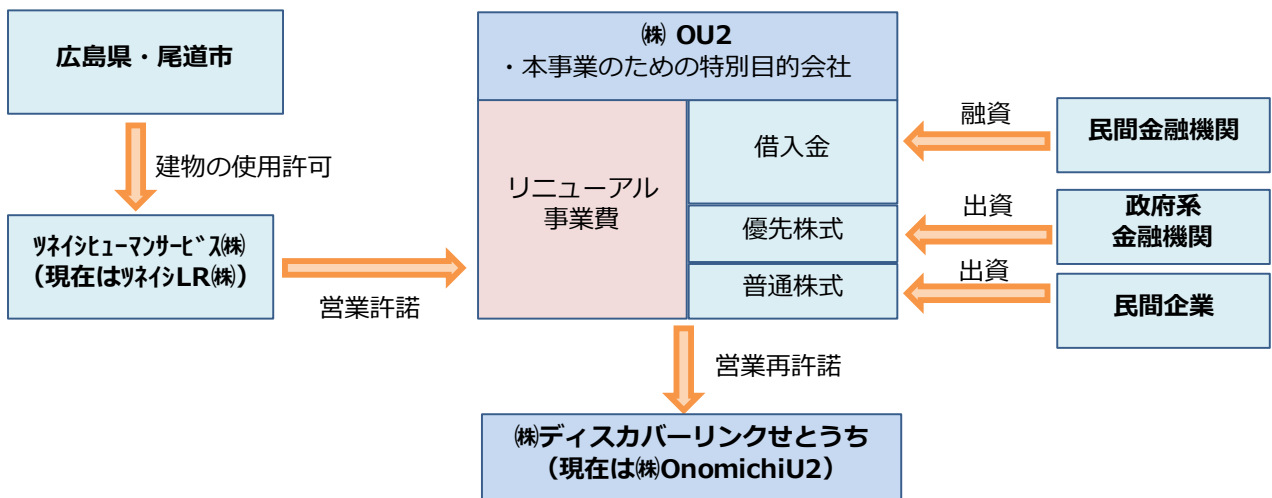 広島県・尾道市
建物の使用許可
ﾂﾈｲｼﾋｭｰﾏﾝｻｰﾋﾞｽ㈱
（現在はﾂﾈｲｼLR㈱）
営業許諾
㈱ OU2
・本事業のための特別目的会社
リニューアル
事業費
借入金
優先株式
普通株式
融資
民間金融機関
出資
政府系
金融機関
出資
民間企業
営業再許諾
㈱ディスカバーリンクせとうち
（現在は㈱OnomichiU2）